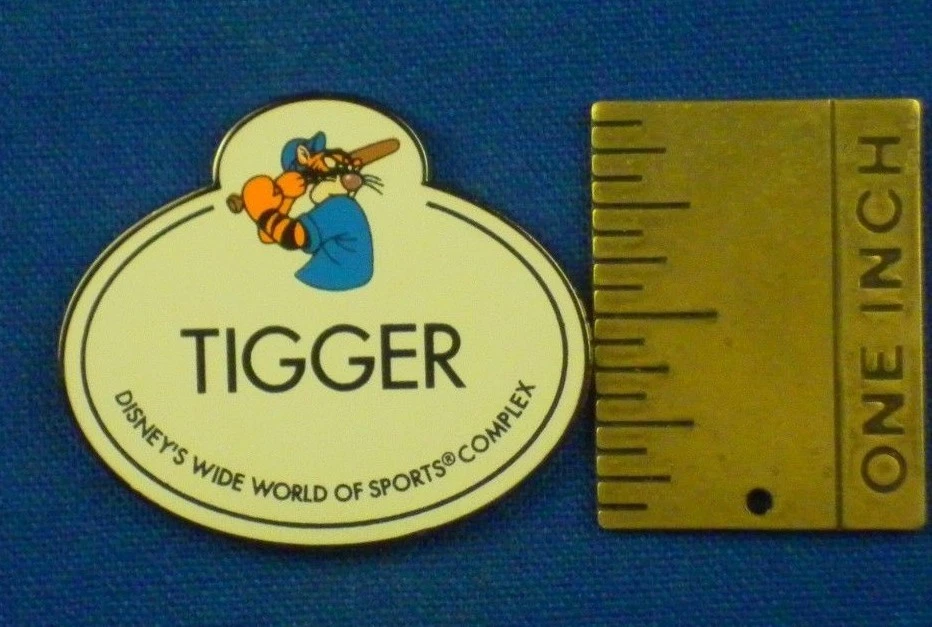 TIGGER
DISNEY'S WIDE WORLD OF SPORTS® COMPLEX
ONE INCH